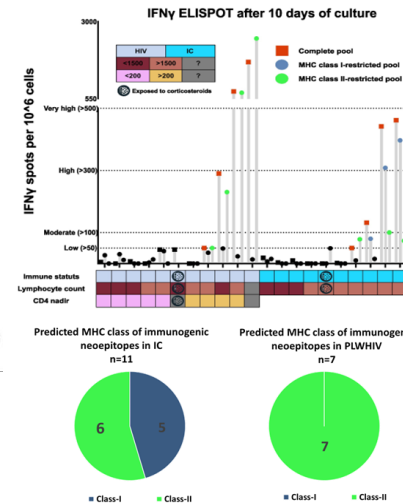 IFNγ ELISPOT after 10 days of culture
IFNγ spots per 10^6 cells
3000
550
Very high (>500)
High (>300)
Moderate (>100)
Low (>50)
HIV IC
<1500 >1500 ?
<200 >200 ?
Exposed to corticosteroids
Complete pool
MHC class I-restricted pool
MHC class II-restricted pool
Immune statuts
Lymphocyte count
CD4 nadir
Predicted MHC class of immunogenic
neoepitopes in IC
n=11
6
5
Class-I Class-II
Predicted MHC class of immunogen
neoepitopes in PLWHIV
n=7
7
Class-I Class-II